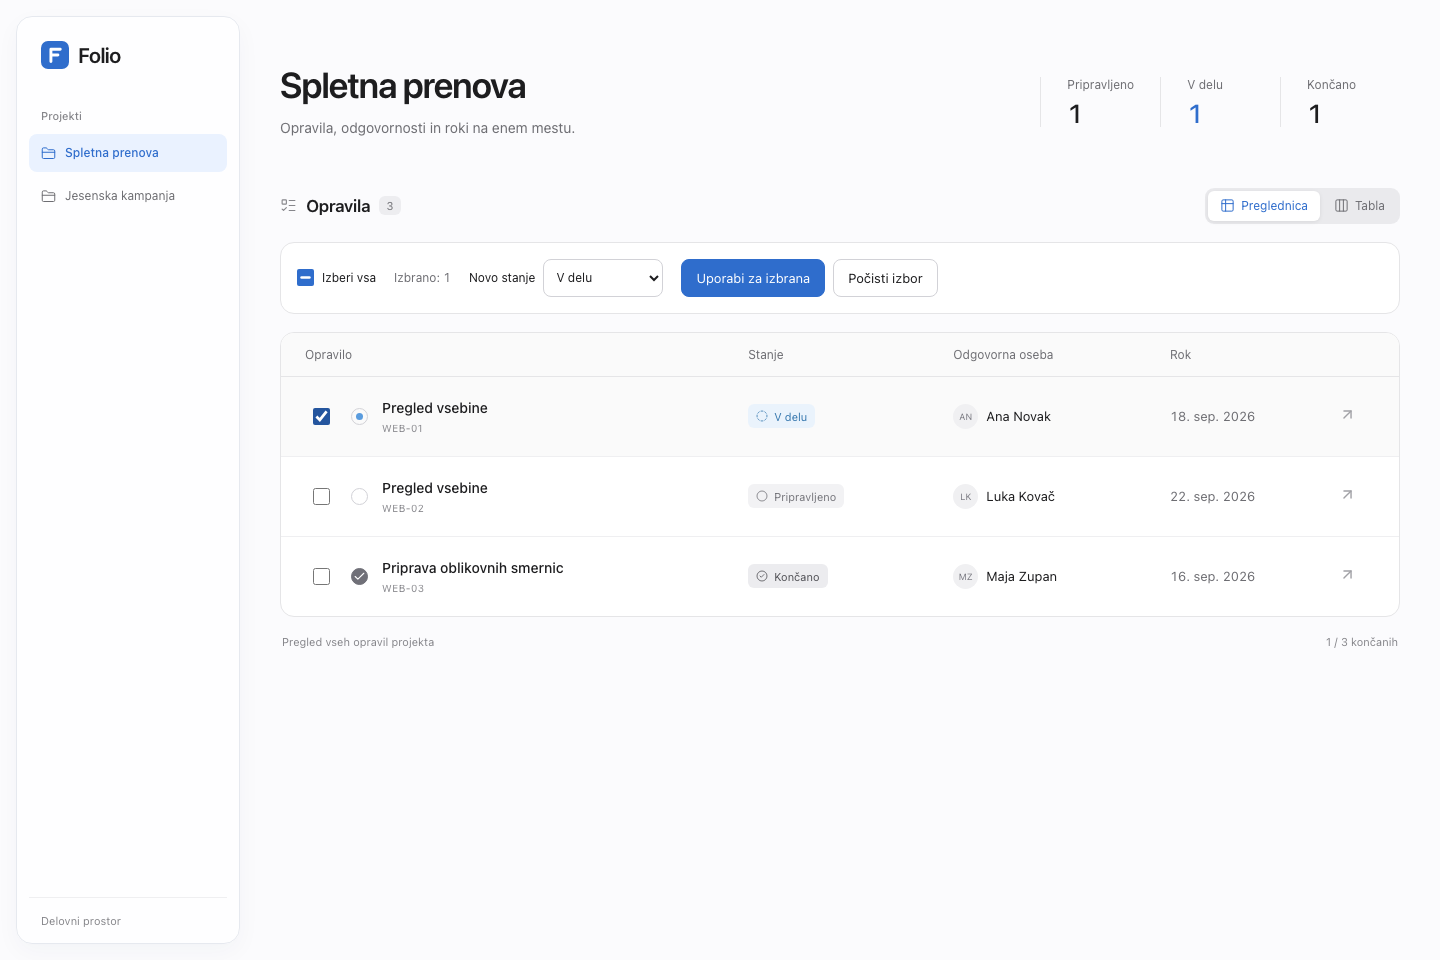 Folio
Projekti
Spletna prenova
Jesenska kampanja
Delovni prostor
Spletna prenova
Opravila, odgovornosti in roki na enem mestu.
Pripravljeno
1
V delu
1
Končano
1
Opravila 3
Preglednica
Tabla
Izberi vsa
Izbrano: 1
Novo stanje
V delu
Uporabi za izbrana
Počisti izbor
Opravilo Stanje Odgovorna oseba Rok
Pregled vsebine
WEB-01
V delu
AN Ana Novak
18. sep. 2026
Pregled vsebine
WEB-02
Pripravljeno
LK Luka Kovač
22. sep. 2026
Priprava oblikovnih smernic
WEB-03
Končano
MZ Maja Zupan
16. sep. 2026
Pregled vseh opravil projekta
1 / 3 končanih